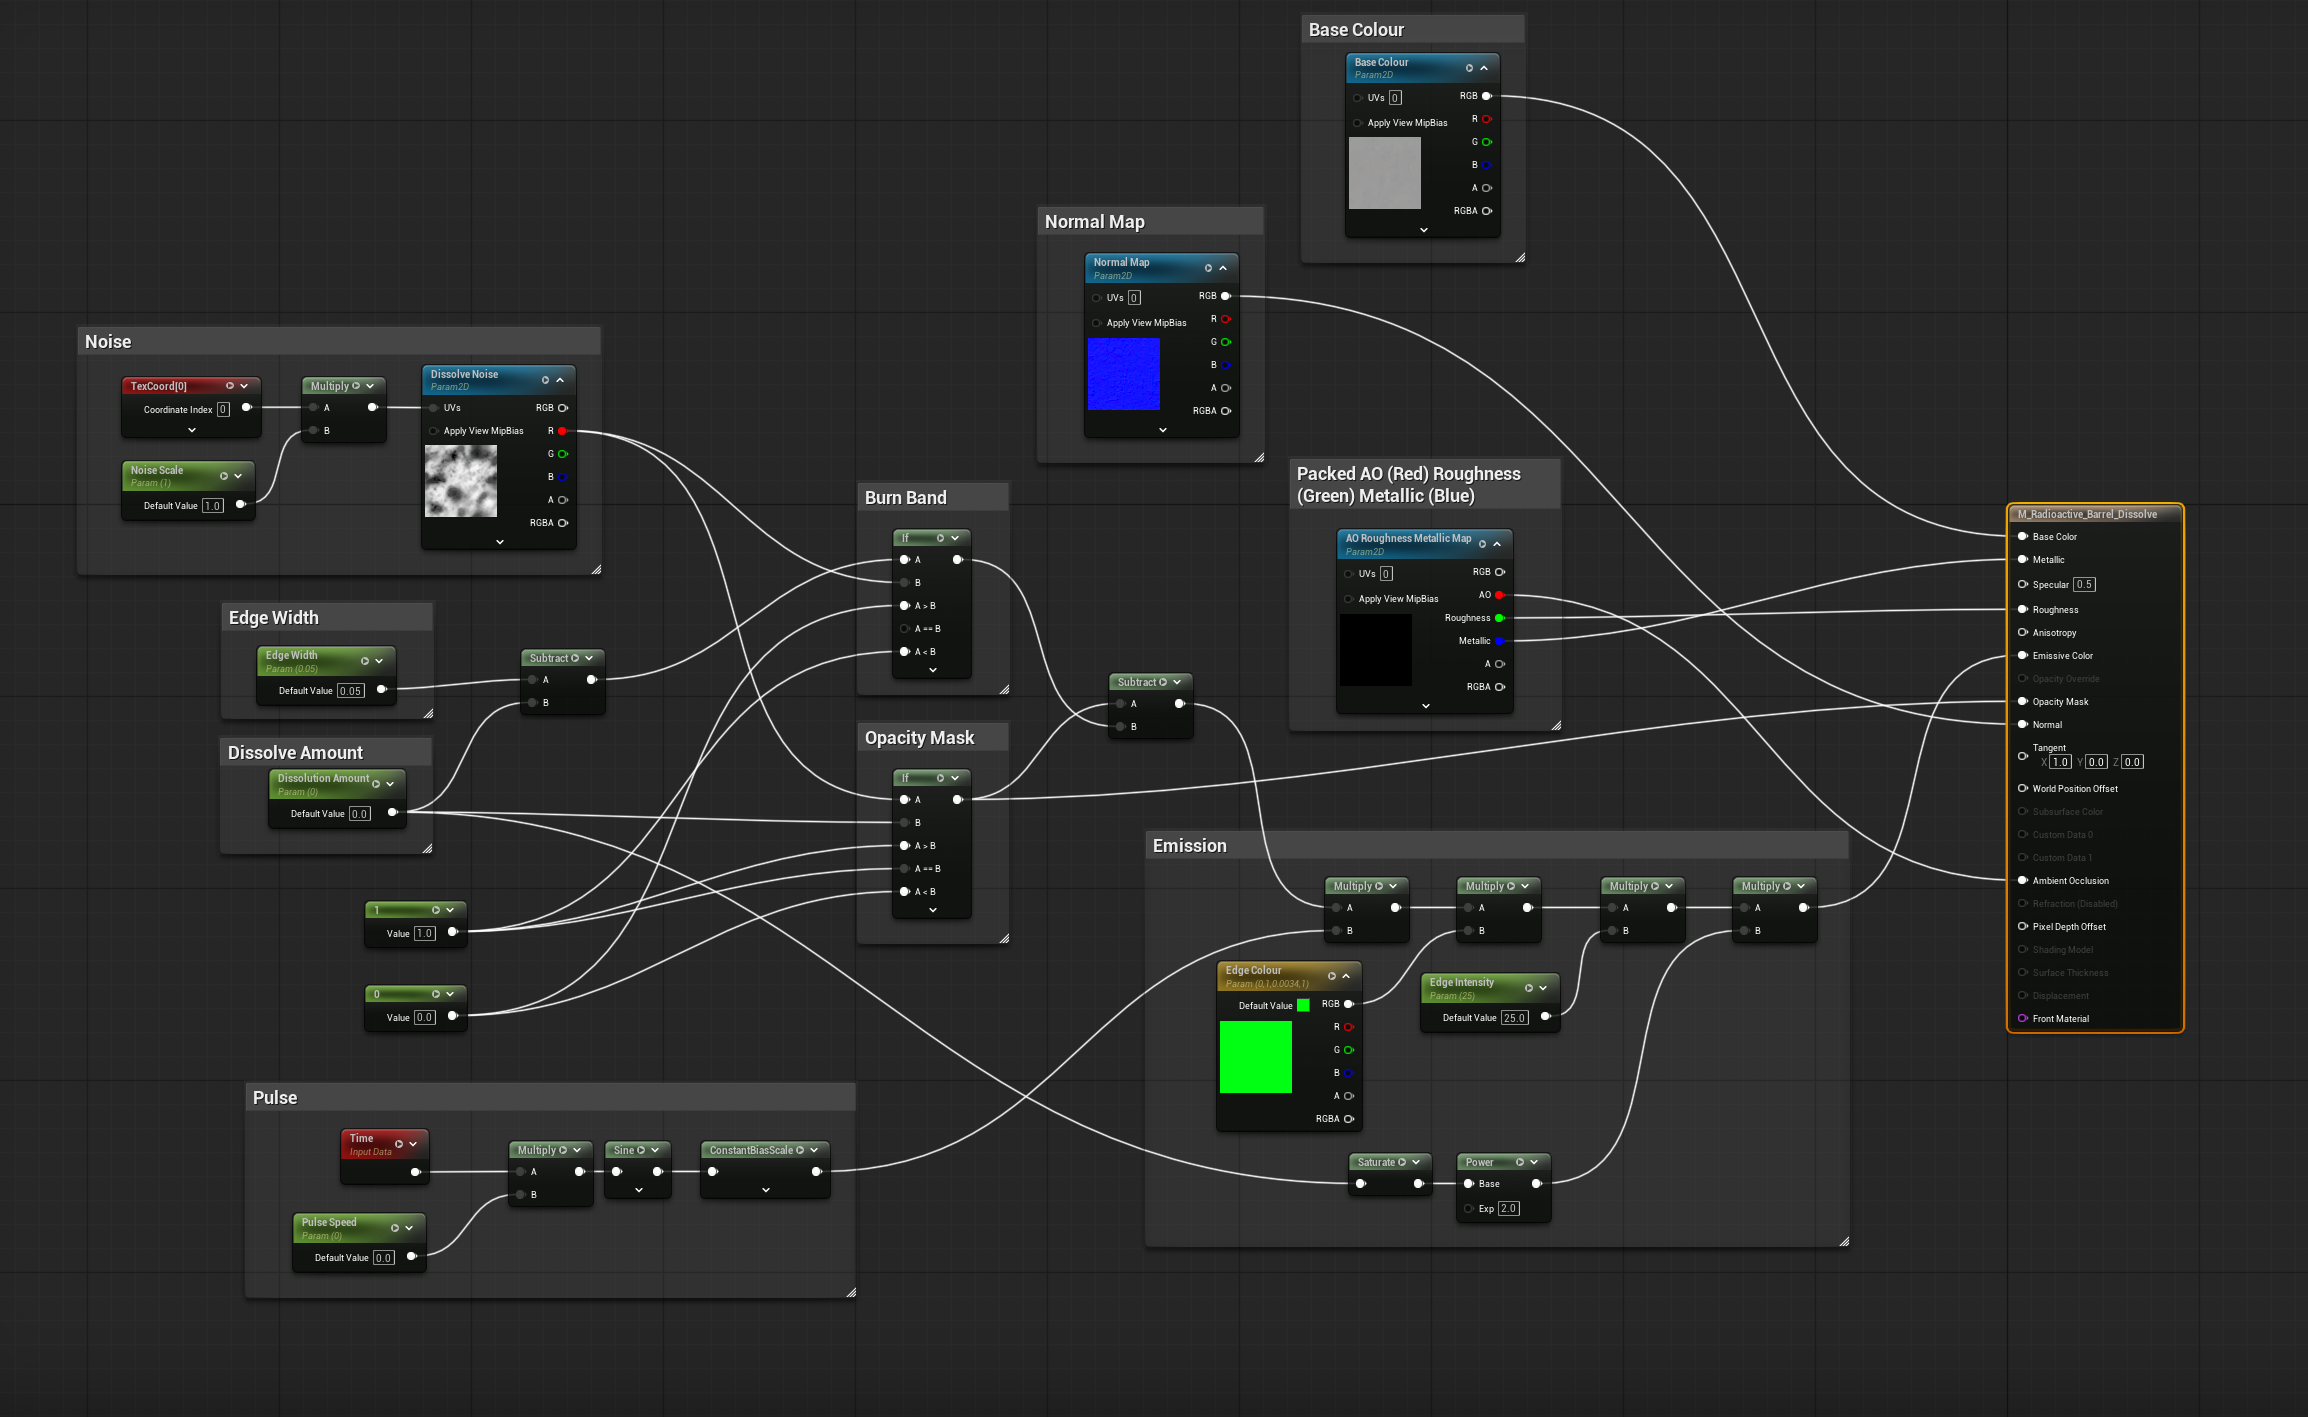 Base Colour
Base Colour
Param2D
UVs 0
RGB
Apply View MipBias
R
G
B
A
RGBA
Normal Map
Normal Map
Param2D
UVs 0
RGB
Apply View MipBias
R
G
B
A
RGBA
Noise
TexCoord[0]
Coordinate Index 0
Multiply
A
B
Noise Scale
Param (1)
Default Value 1.0
Dissolve Noise
Param2D
UVs
RGB
Apply View MipBias
R
G
B
A
RGBA
Edge Width
Edge Width
Param (0.05)
Default Value 0.05
Subtract
A
B
Dissolve Amount
Dissolution Amount
Param (0)
Default Value 0.0
1
Value 1.0
0
Value 0.0
Burn Band
If
A
B
A > B
A == B
A < B
Opacity Mask
If
A
B
A > B
A == B
A < B
Subtract
A
B
Packed AO (Red) Roughness
(Green) Metallic (Blue)
AO Roughness Metallic Map
Param2D
UVs 0
RGB
Apply View MipBias
AO
Roughness
Metallic
A
RGBA
Emission
Multiply
A
B
Multiply
A
B
Multiply
A
B
Multiply
A
B
Edge Colour
Param (0,1,0.0034,1)
Default Value
RGB
R
G
B
A
RGBA
Edge Intensity
Param (25)
Default Value 25.0
Saturate
Power
Base
Exp 2.0
Pulse
Time
Input Data
Multiply
A
B
Sine
ConstantBiasScale
Pulse Speed
Param (0)
Default Value 0.0
M_Radioactive_Barrel_Dissolve
Base Color
Metallic
Specular 0.5
Roughness
Anisotropy
Emissive Color
Opacity Override
Opacity Mask
Normal
Tangent
X 1.0 Y 0.0 Z 0.0
World Position Offset
Subsurface Color
Custom Data 0
Custom Data 1
Ambient Occlusion
Refraction (Disabled)
Pixel Depth Offset
Shading Model
Surface Thickness
Displacement
Front Material